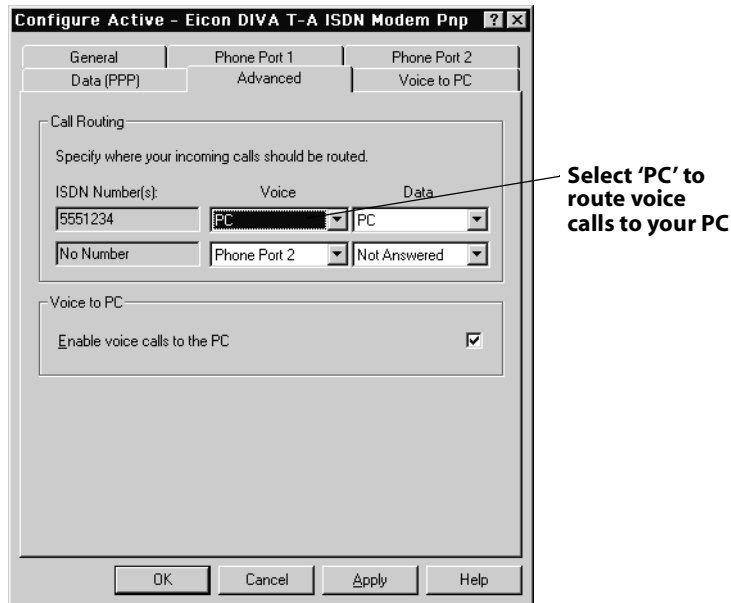 Configure Active - Eicon DIVA T-A ISDN Modem Pnp
General Phone Port 1 Phone Port 2
Data (PPP) Advanced Voice to PC
Call Routing
Specify where your incoming calls should be routed.
ISDN Number(s): Voice Data
5551234 PC PC
No Number Phone Port 2 Not Answered
Voice to PC
Enable voice calls to the PC
OK Cancel Apply Help
Select ‘PC’ to
route voice
calls to your PC